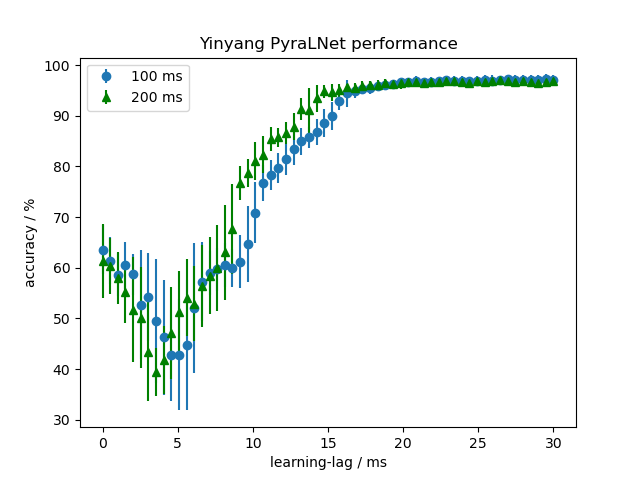 Yinyang PyraLNet performance
100 ms
200 ms
accuracy / %
100
90
80
70
60
50
40
30
0 5 10 15 20 25 30
learning-lag / ms